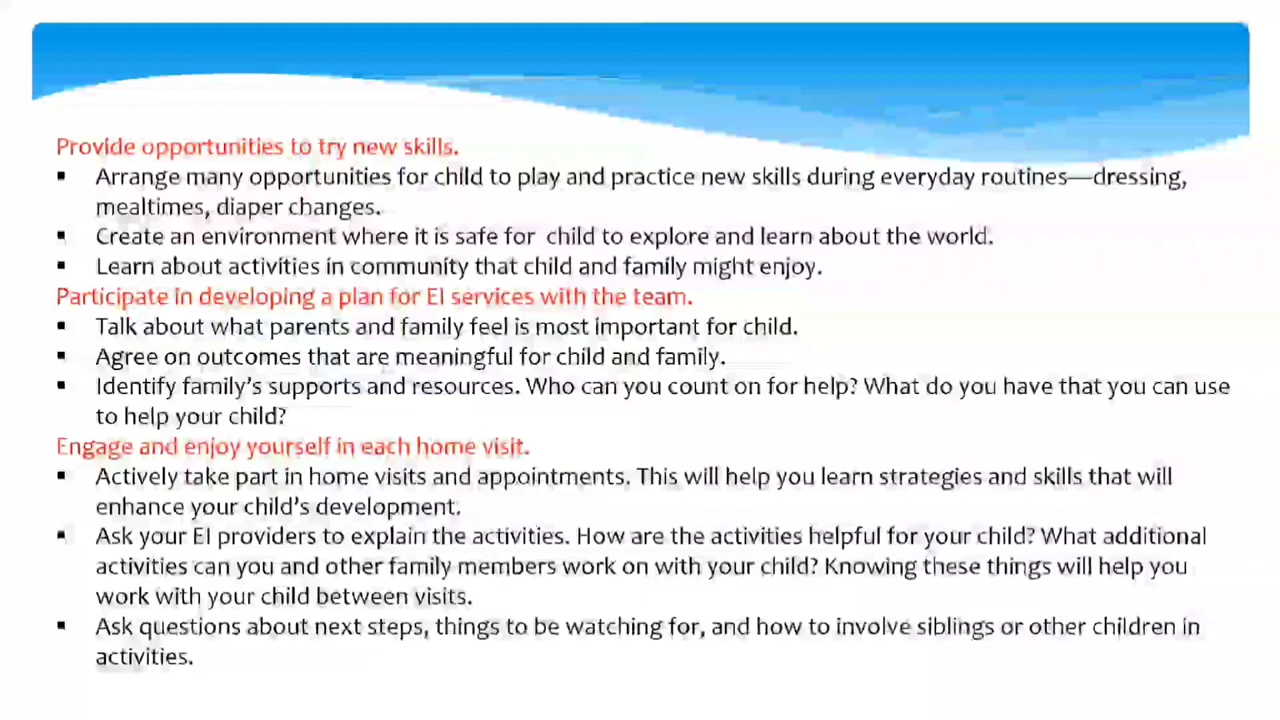 Provide opportunities to try new skills.
▪ Arrange many opportunities for child to play and practice new skills during everyday routines—dressing,
mealtimes, diaper changes.
▪ Create an environment where it is safe for child to explore and learn about the world.
▪ Learn about activities in community that child and family might enjoy.
Participate in developing a plan for EI services with the team.
▪ Talk about what parents and family feel is most important for child.
▪ Agree on outcomes that are meaningful for child and family.
▪ Identify family's supports and resources. Who can you count on for help? What do you have that you can use
to help your child?
Engage and enjoy yourself in each home visit.
▪ Actively take part in home visits and appointments. This will help you learn strategies and skills that will
enhance your child's development.
▪ Ask your EI providers to explain the activities. How are the activities helpful for your child? What additional
activities can you and other family members work on with your child? Knowing these things will help you
work with your child between visits.
▪ Ask questions about next steps, things to be watching for, and how to involve siblings or other children in
activities.